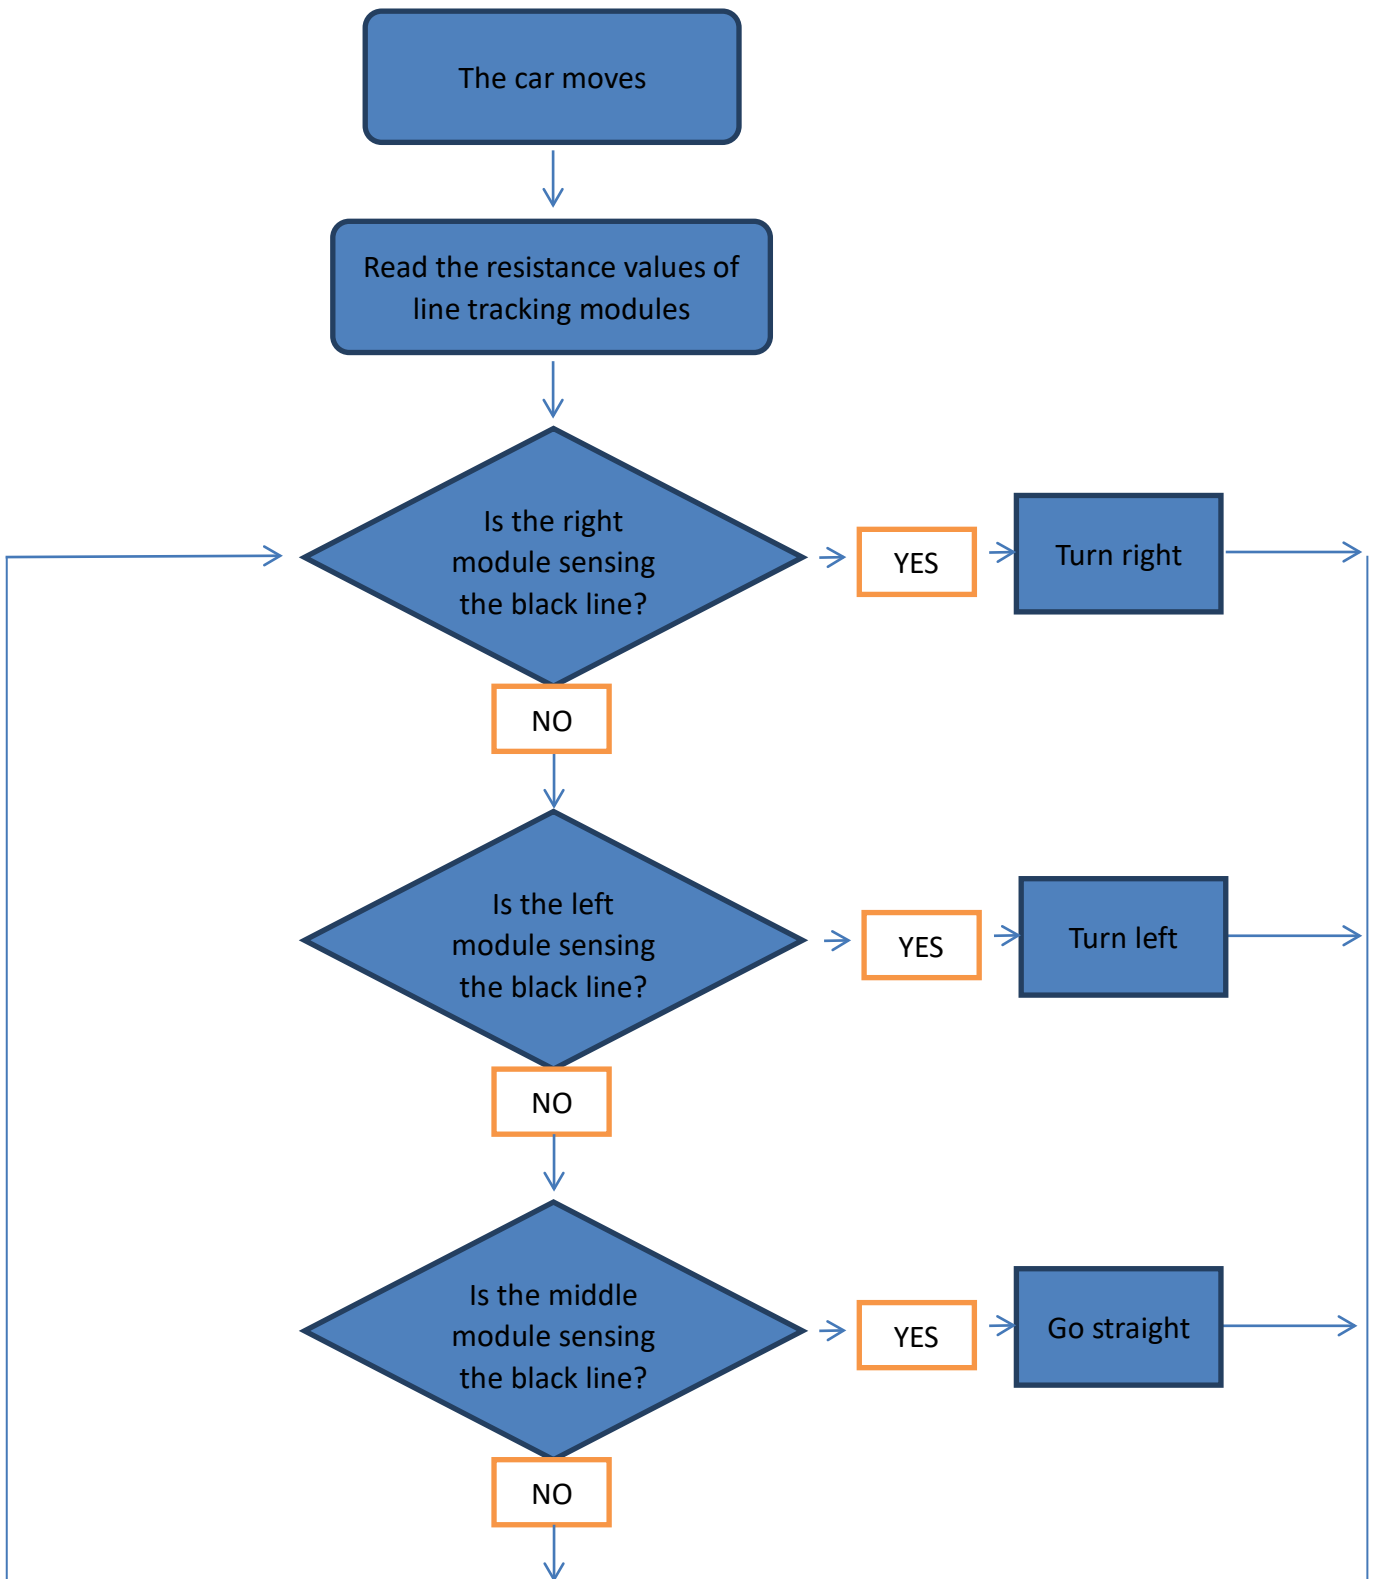 The car moves
Read the resistance values of
line tracking modules
Is the right
module sensing
the black line?
YES
Turn right
NO
Is the left
module sensing
the black line?
YES
Turn left
NO
Is the middle
module sensing
the black line?
YES
Go straight
NO